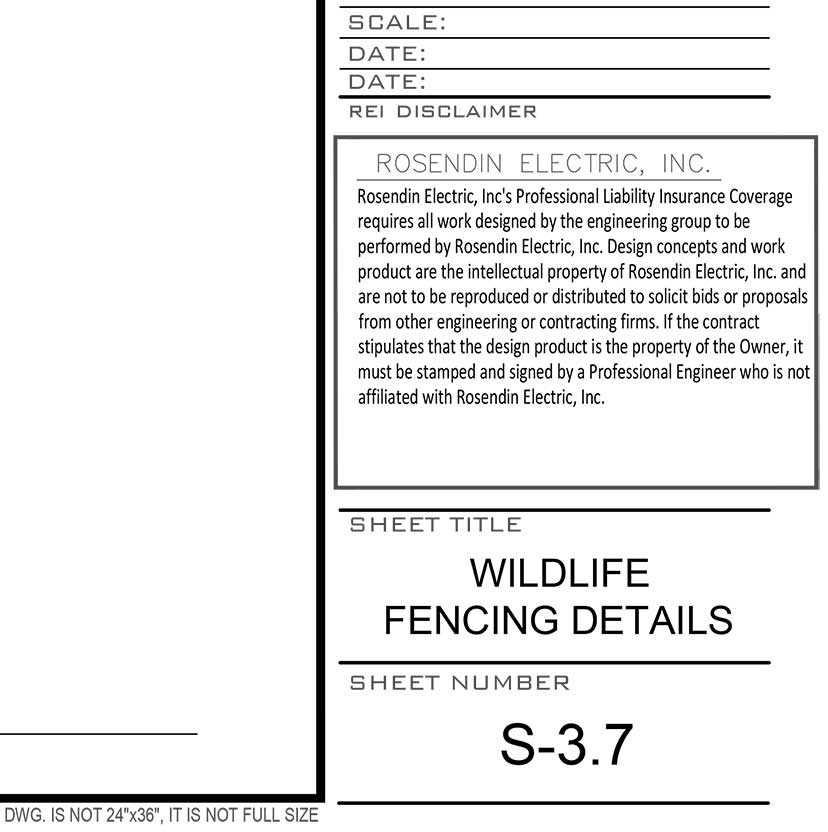 SCALE:
DATE:
DATE:
REI DISCLAIMER
ROSENDIN ELECTRIC, INC.
Rosendin Electric, Inc's Professional Liability Insurance Coverage
requires all work designed by the engineering group to be
performed by Rosendin Electric, Inc. Design concepts and work
product are the intellectual property of Rosendin Electric, Inc. and
are not to be reproduced or distributed to solicit bids or proposals
from other engineering or contracting firms. If the contract
stipulates that the design product is the property of the Owner, it
must be stamped and signed by a Professional Engineer who is not
affiliated with Rosendin Electric, Inc.
SHEET TITLE
WILDLIFE
FENCING DETAILS
SHEET NUMBER
S-3.7
DWG. IS NOT 24"x36", IT IS NOT FULL SIZE